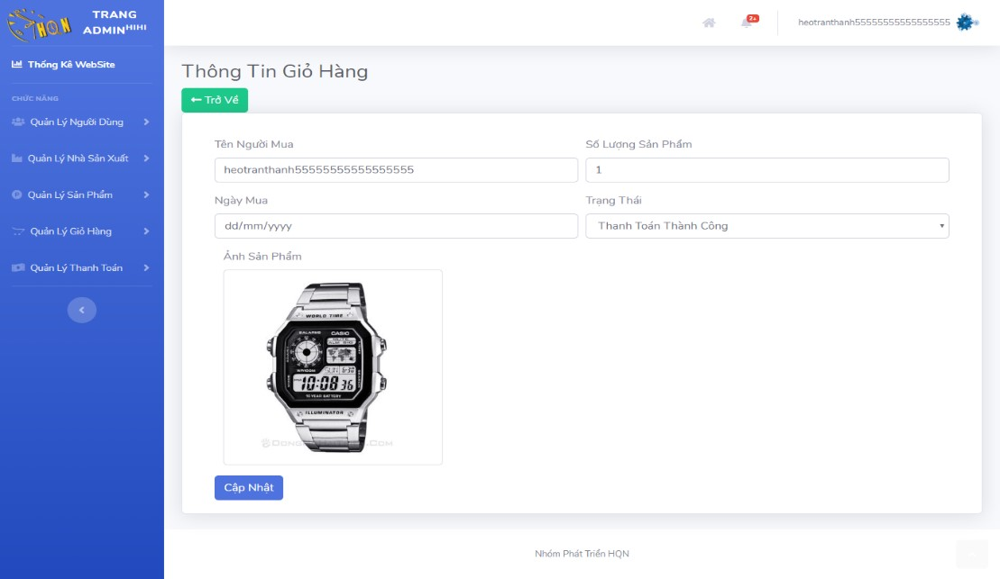 HQN
TRANG
ADMINHIHI
2+
heotranthanh55555555555555555
Thống Kê WebSite
CHỨC NĂNG
Quản Lý Người Dùng
Quản Lý Nhà Sản Xuất
Quản Lý Sản Phẩm
Quản Lý Giỏ Hàng
Quản Lý Thanh Toán
Thông Tin Giỏ Hàng
Trở Về
Tên Người Mua
Số Lượng Sản Phẩm
heotranthanh55555555555555555
1
Ngày Mua
Trạng Thái
dd/mm/yyyy
Thanh Toán Thành Công
Ảnh Sản Phẩm
WORLD TIME
5 ALARMS
CASIO
WR100M
10:08 36
10 YEAR BATTERY
ILLUMINATOR
Cập Nhật
Nhóm Phát Triển HQN